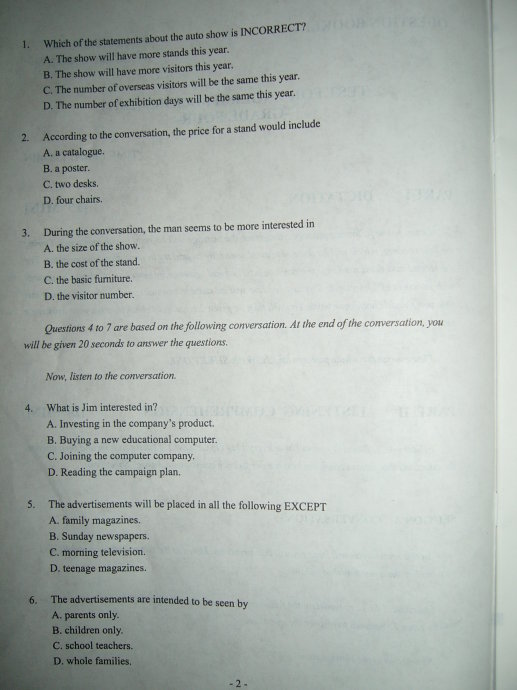 1. Which of the statements about the auto show is INCORRECT?
A. The show will have more stands this year.
B. The show will have more visitors this year.
C. The number of overseas visitors will be the same this year.
D. The number of exhibition days will be the same this year.
2. According to the conversation, the price for a stand would include
A. a catalogue.
B. a poster.
C. two desks.
D. four chairs.
3. During the conversation, the man seems to be more interested in
A. the size of the show.
B. the cost of the stand.
C. the basic furniture.
D. the visitor number.
Questions 4 to 7 are based on the following conversation. At the end of the conversation, you
will be given 20 seconds to answer the questions.
Now, listen to the conversation.
4. What is Jim interested in?
A. Investing in the company's product.
B. Buying a new educational computer.
C. Joining the computer company.
D. Reading the campaign plan.
5. The advertisements will be placed in all the following EXCEPT
A. family magazines.
B. Sunday newspapers.
C. morning television.
D. teenage magazines.
6. The advertisements are intended to be seen by
A. parents only.
B. children only.
C. school teachers.
D. whole families.
- 2 -